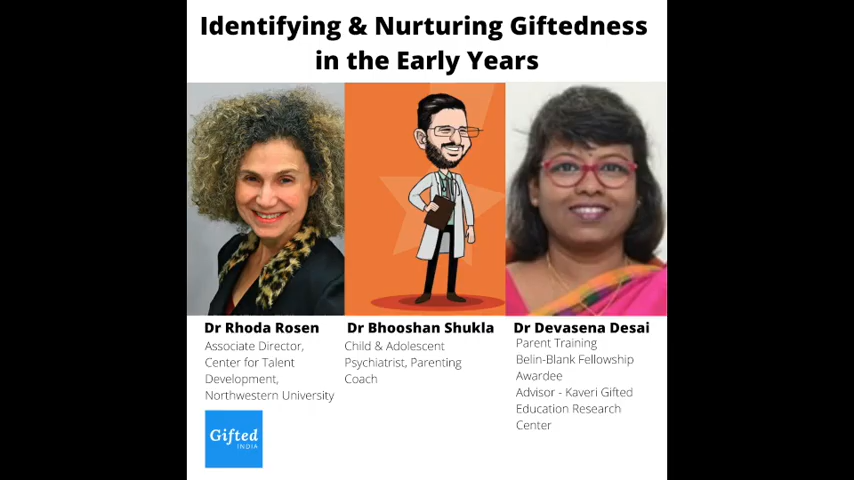 Identifying & Nurturing Giftedness
in the Early Years
Dr Rhoda Rosen
Associate Director,
Center for Talent
Development,
Northwestern University
Dr Bhooshan Shukla
Child & Adolescent
Psychiatrist, Parenting
Coach
Dr Devasena Desai
Parent Training
Belin-Blank Fellowship
Awardee
Advisor - Kaveri Gifted
Education Research
Center
Gifted
INDIA